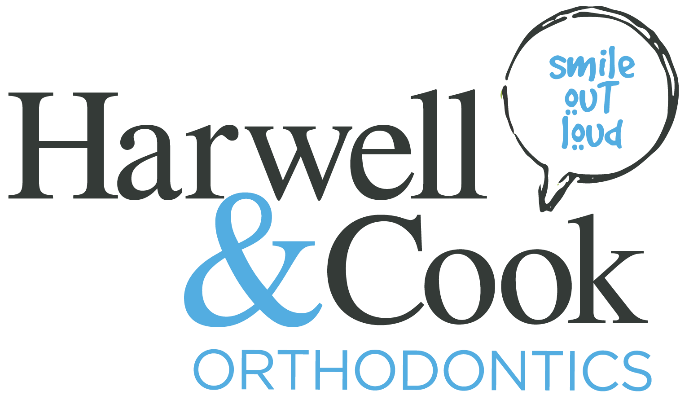 Harwell
& Cook
ORTHODONTICS
smile
out
loud